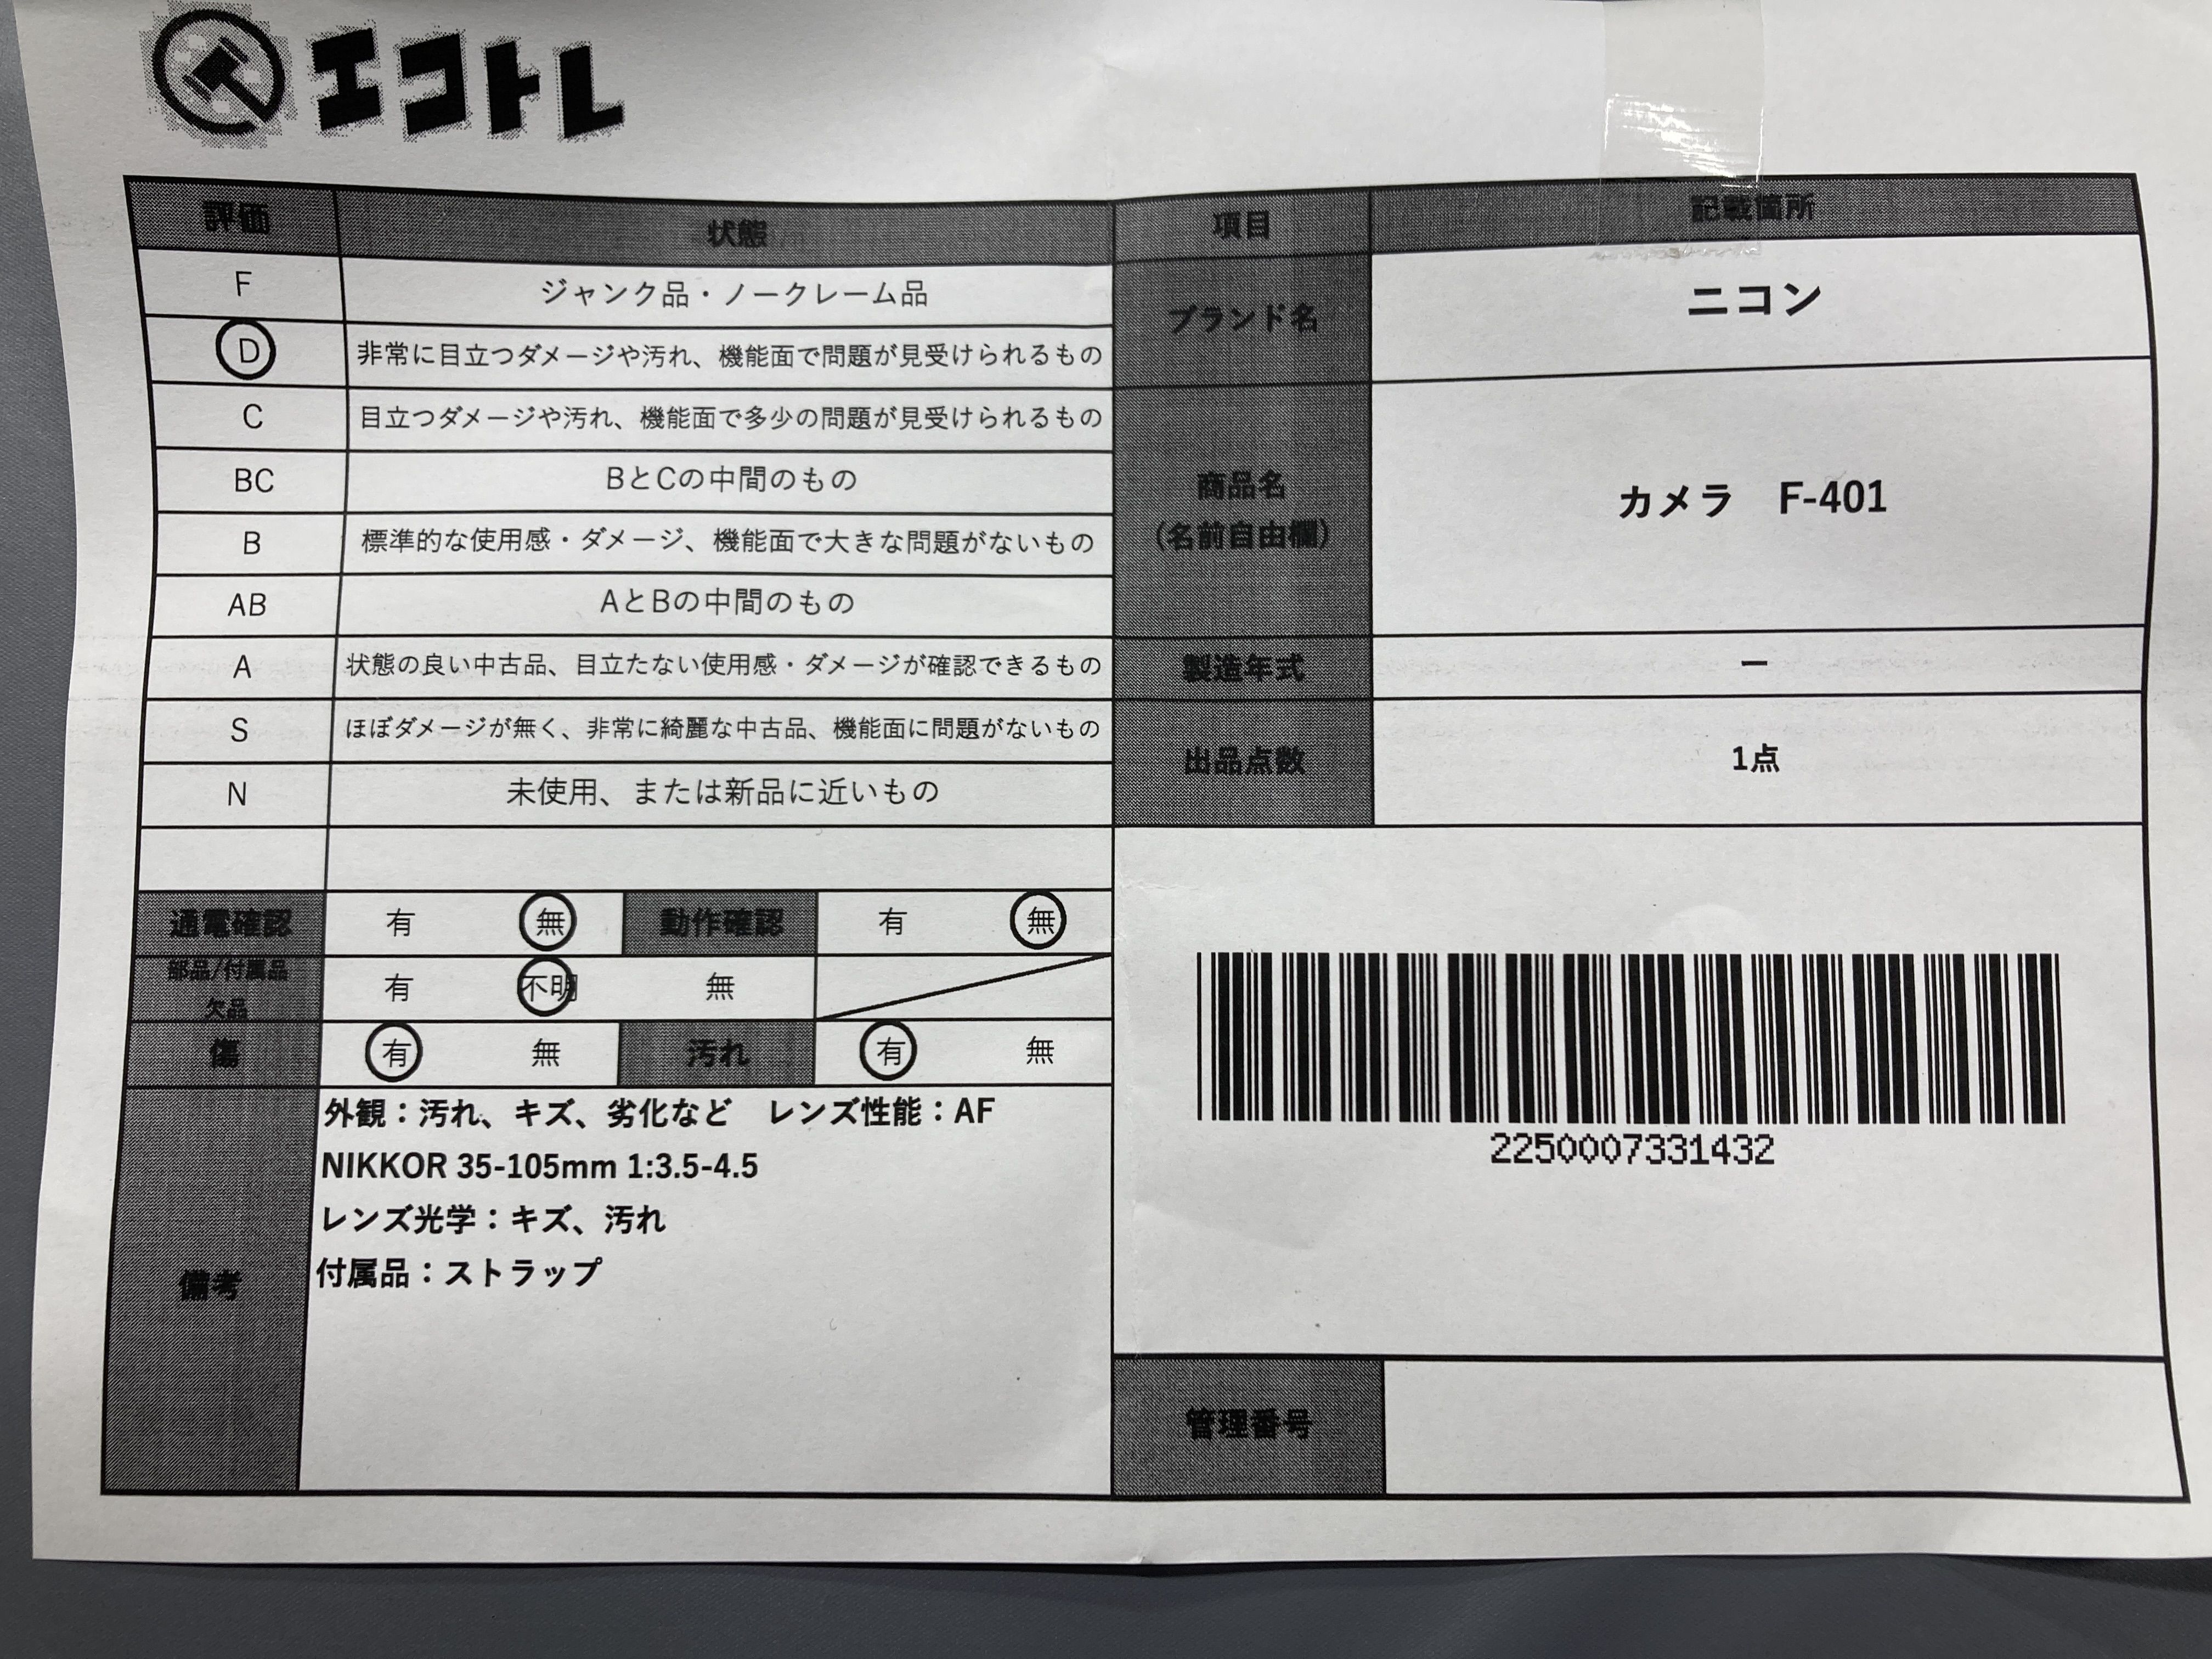 エコトレ
評価 状態
F ジャンク品・ノークレーム品
D 非常に目立つダメージや汚れ、機能面で問題が見受けられるもの
C 目立つダメージや汚れ、機能面で多少の問題が見受けられるもの
BC BとCの中間のもの
B 標準的な使用感・ダメージ、機能面で大きな問題がないもの
AB AとBの中間のもの
A 状態の良い中古品、目立たない使用感・ダメージが確認できるもの
S ほぼダメージが無く、非常に綺麗な中古品、機能面に問題がないもの
N 未使用、または新品に近いもの
通電確認 有 無 動作確認 有 無
部品/付属品
欠品 有 不明 無
傷 有 無 汚れ 有 無
備考
外観：汚れ、キズ、劣化など　レンズ性能：AF
NIKKOR 35-105mm 1:3.5-4.5
レンズ光学：キズ、汚れ
付属品：ストラップ
項目 記載箇所
ブランド名 ニコン
商品名
（名前自由欄）
カメラ　F-401
製造年式 ー
出品点数 1点
2250007331432
管理番号